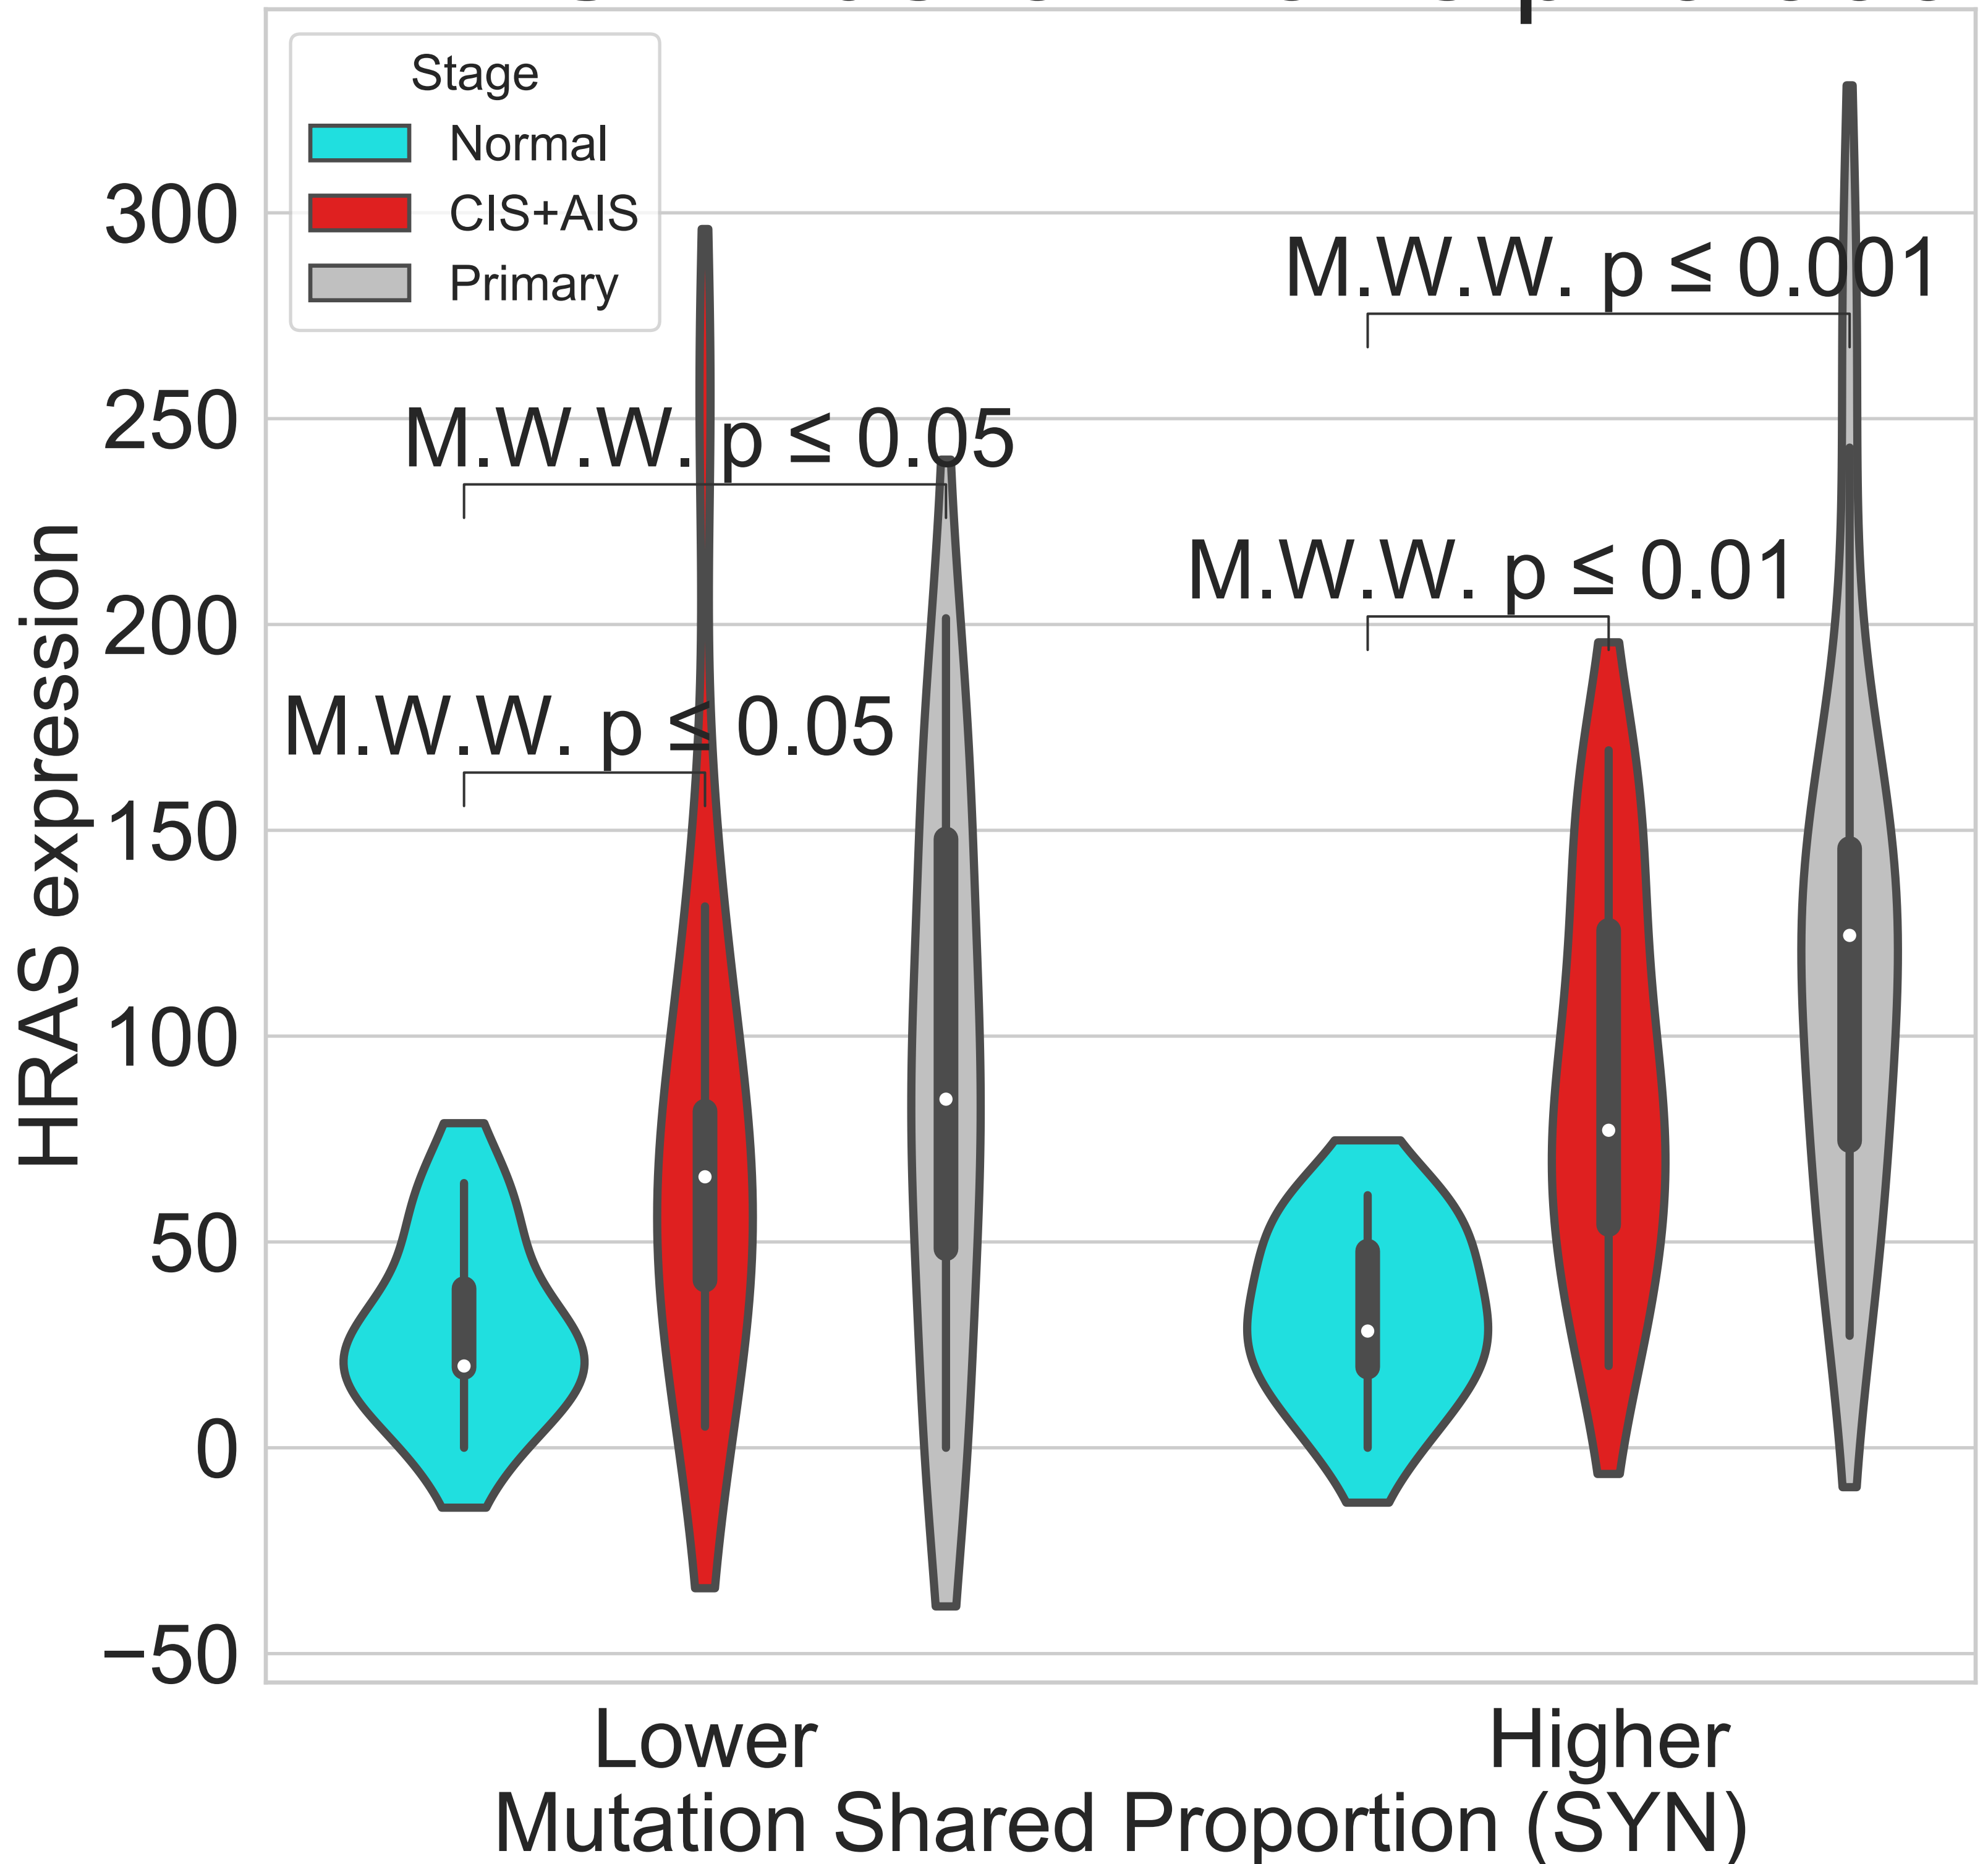 Stage
Normal
CIS+AIS
Primary
300
250
200
150
100
50
0
−50
HRAS expression
M.W.W. p ≤ 0.001
M.W.W. p ≤ 0.05
M.W.W. p ≤ 0.01
M.W.W. p ≤ 0.05
Lower
Higher
Mutation Shared Proportion (SYN)